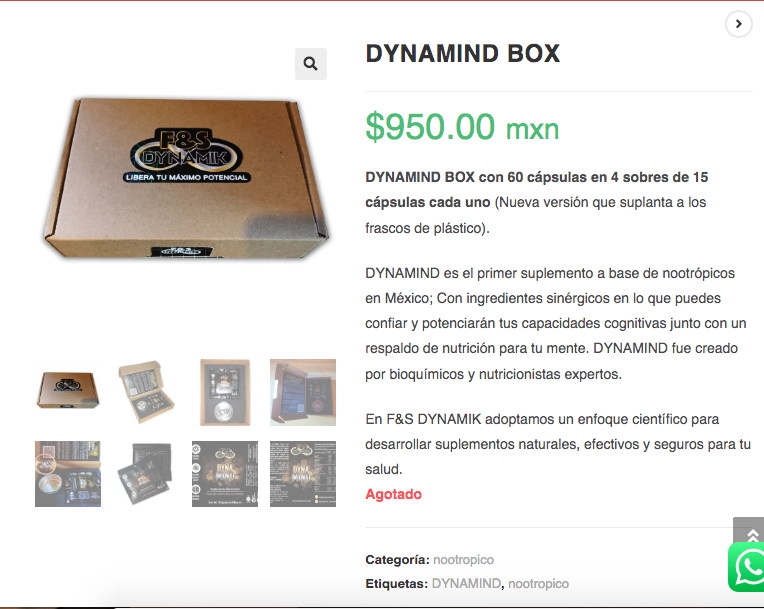 DYNAMIND BOX
F&S
DYNAMIK
LIBERA TU MÁXIMO POTENCIAL
$950.00 mxn
DYNAMIND BOX con 60 cápsulas en 4 sobres de 15
cápsulas cada uno (Nueva versión que suplanta a los
frascos de plástico).
DYNAMIND es el primer suplemento a base de nootrópicos
en México; Con ingredientes sinérgicos en lo que puedes
confiar y potenciarán tus capacidades cognitivas junto con un
respaldo de nutrición para tu mente. DYNAMIND fue creado
por bioquímicos y nutricionistas expertos.
En F&S DYNAMIK adoptamos un enfoque científico para
desarrollar suplementos naturales, efectivos y seguros para tu
salud.
Agotado
Categoría: nootropico
Etiquetas: DYNAMIND, nootropico
DYNA
MIND
DYNA
MIND